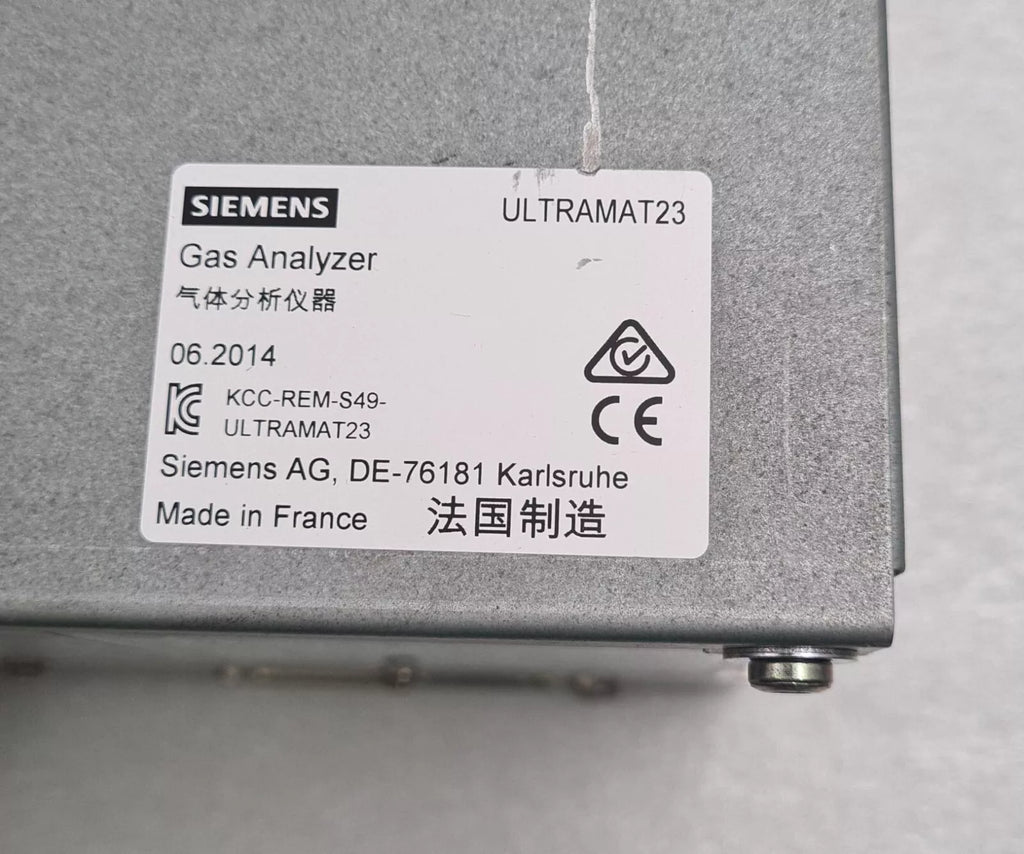 SIEMENS
ULTRAMAT23
Gas Analyzer
气体分析仪器
06.2014
KCC-REM-S49-
ULTRAMAT23
CE
Siemens AG, DE-76181 Karlsruhe
Made in France 法国制造